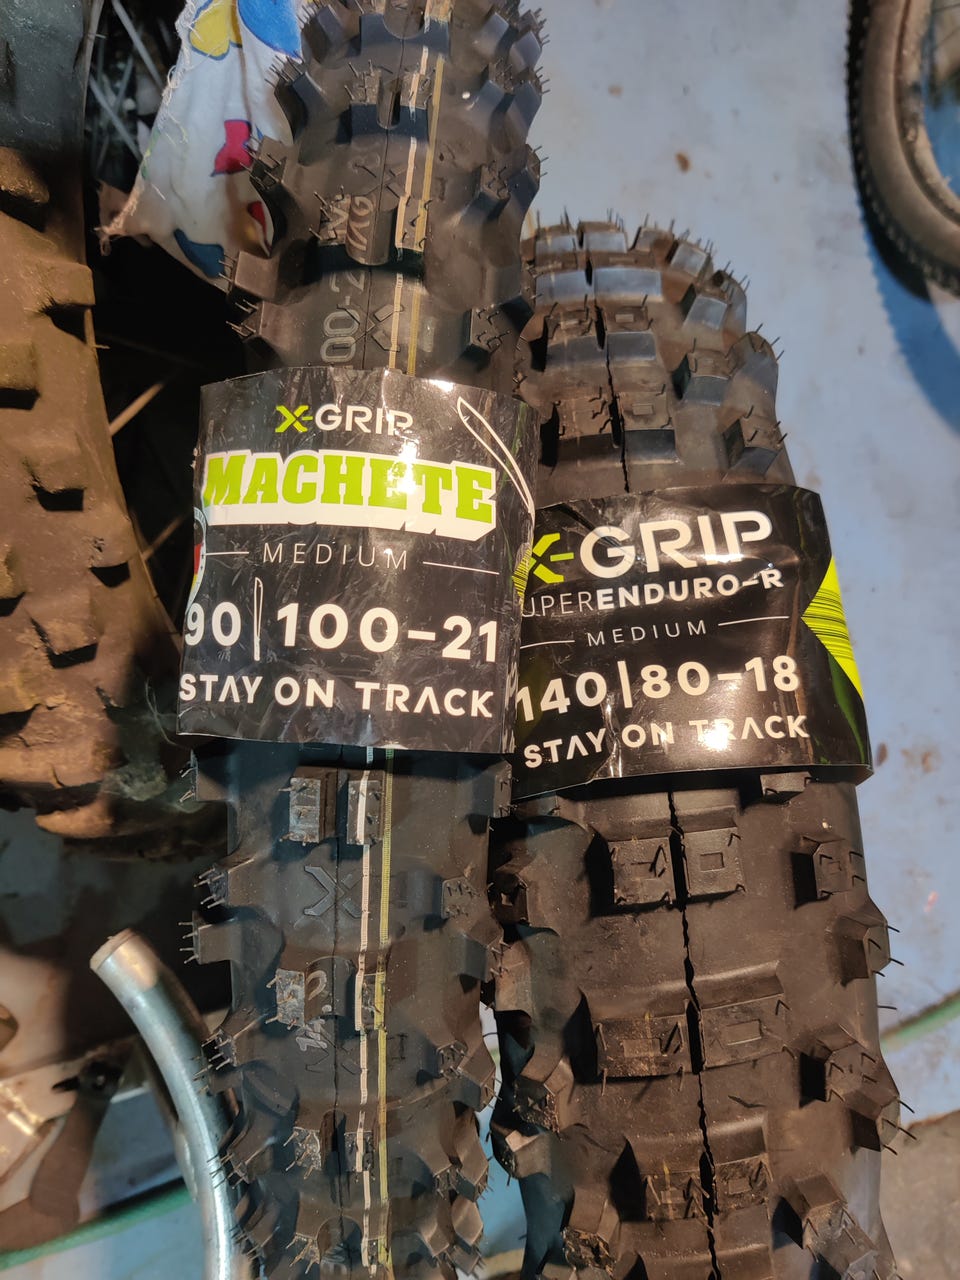 X-GRIP
MACHETE
MEDIUM
90|100-21
STAY ON TRACK
X-GRIP
UPERENDURO-R
MEDIUM
140|80-18
STAY ON TRACK